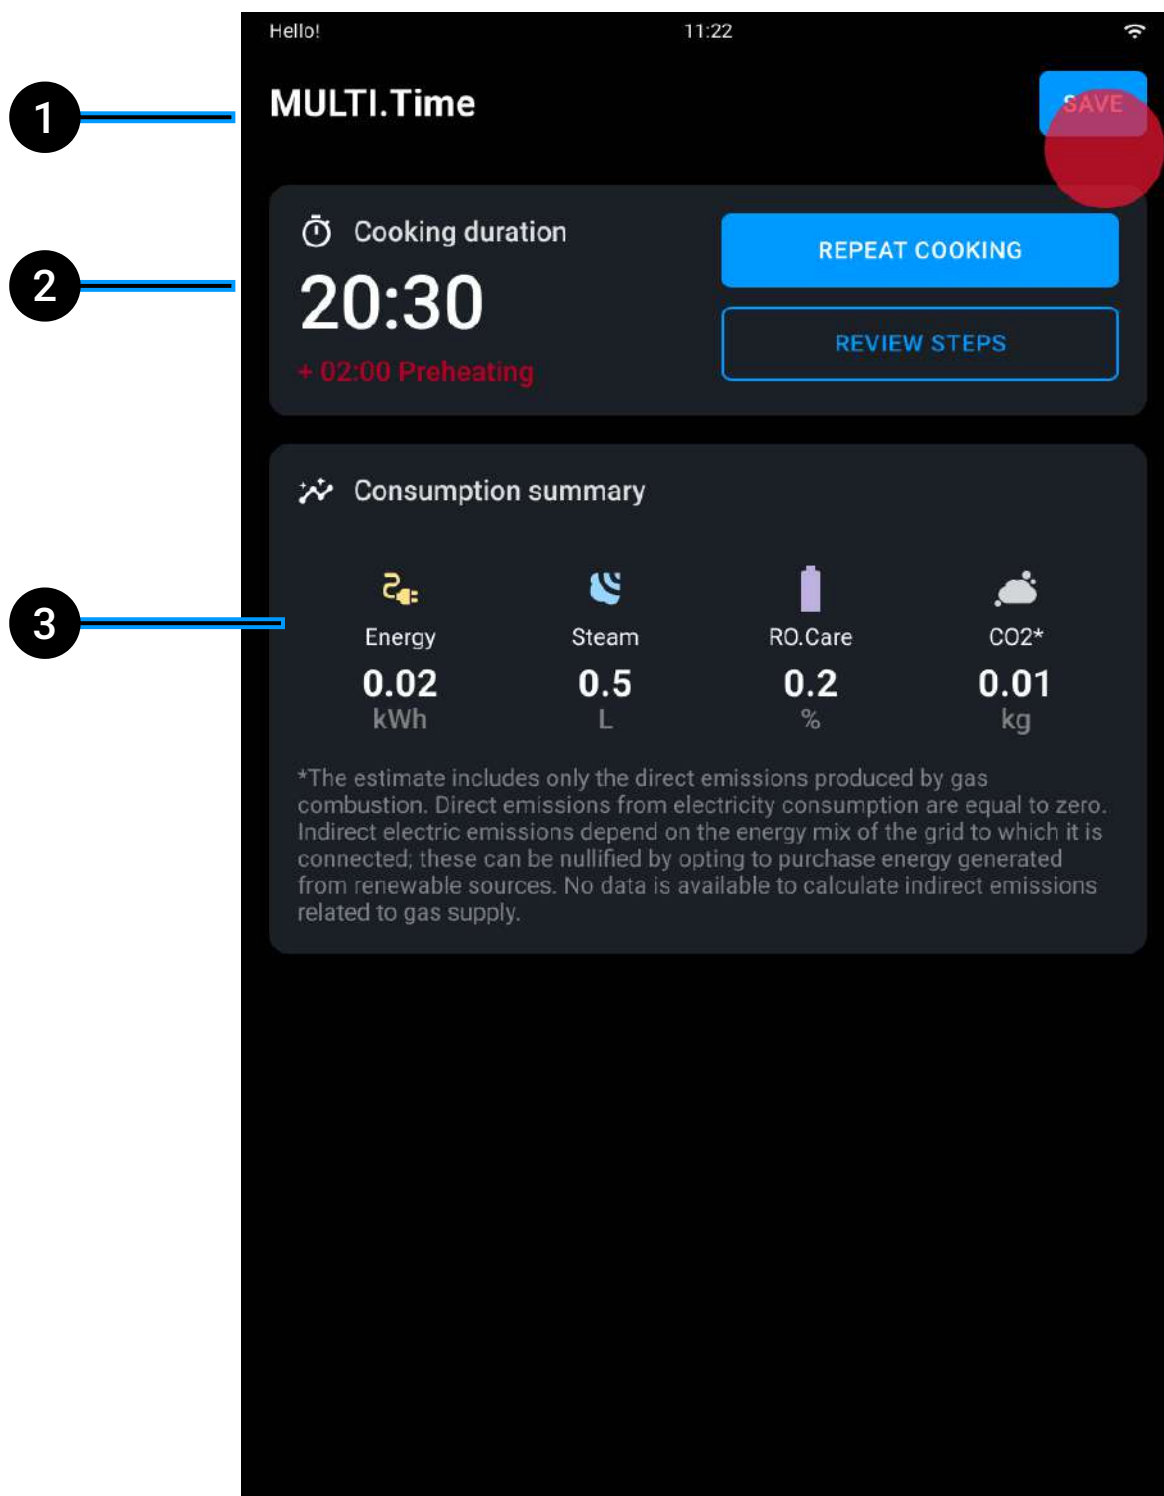 Hello!
11:22
1
MULTI.Time
SAVE
2
Cooking duration
20:30
+ 02:00 Preheating
REPEAT COOKING
REVIEW STEPS
Consumption summary
3
Energy
0.02
kWh
Steam
0.5
L
RO.Care
0.2
%
CO2*
0.01
kg
*The estimate includes only the direct emissions produced by gas
combustion. Direct emissions from electricity consumption are equal to zero.
Indirect electric emissions depend on the energy mix of the grid to which it is
connected; these can be nullified by opting to purchase energy generated
from renewable sources. No data is available to calculate indirect emissions
related to gas supply.